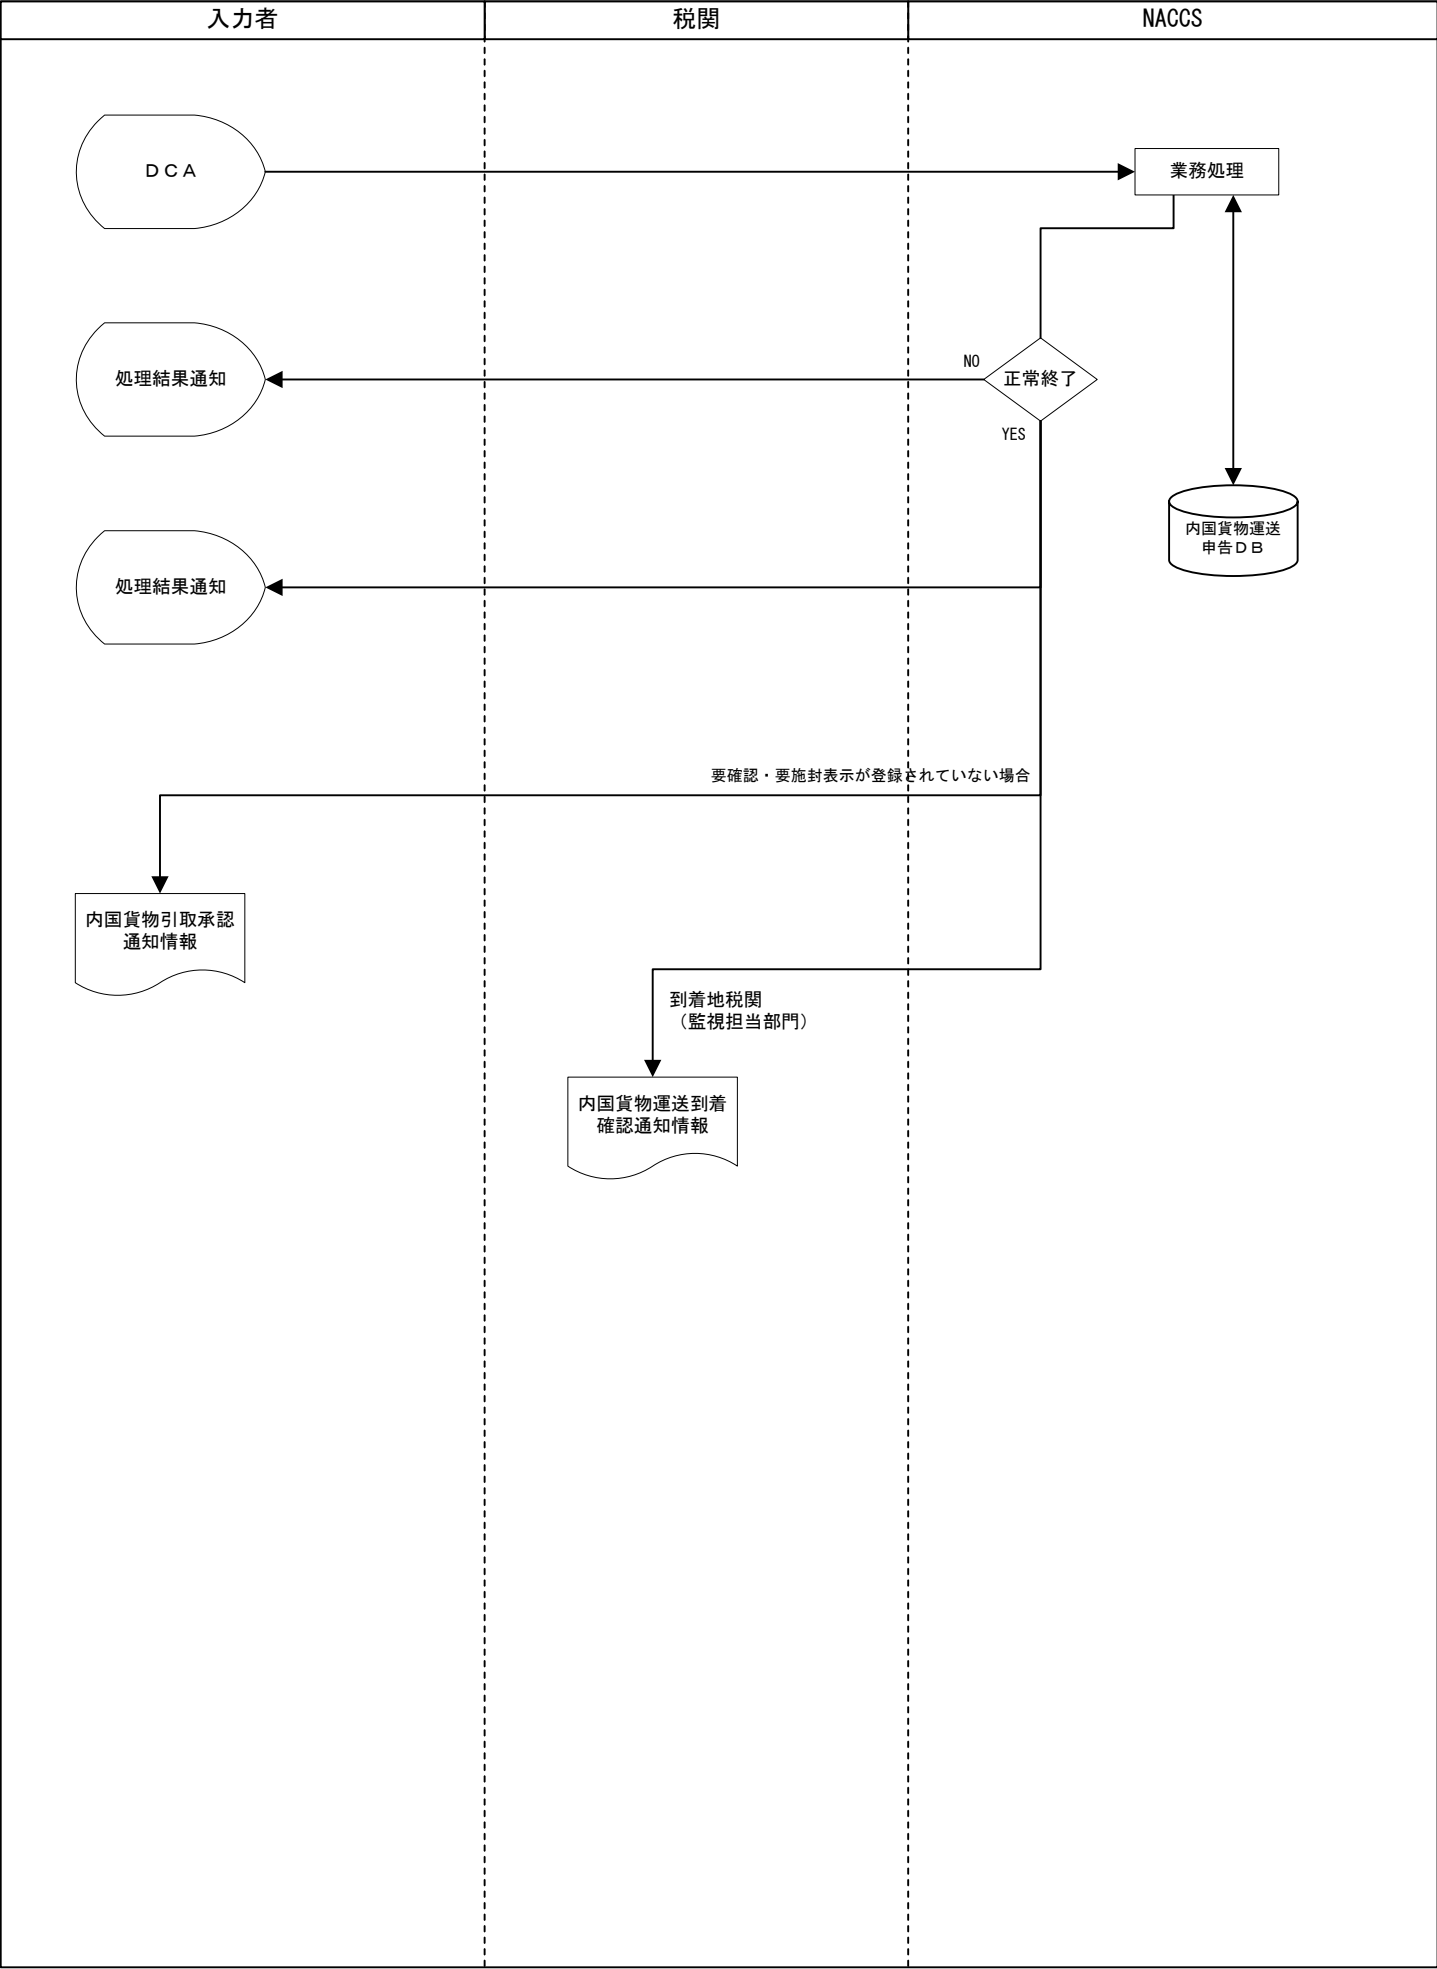 入力者
税関
NACCS
ＤＣＡ
業務処理
処理結果通知
NO
正常終了
YES
内国貨物運送
申告ＤＢ
処理結果通知
要確認・要施封表示が登録されていない場合
内国貨物引取承認
通知情報
到着地税関
（監視担当部門）
内国貨物運送到着
確認通知情報